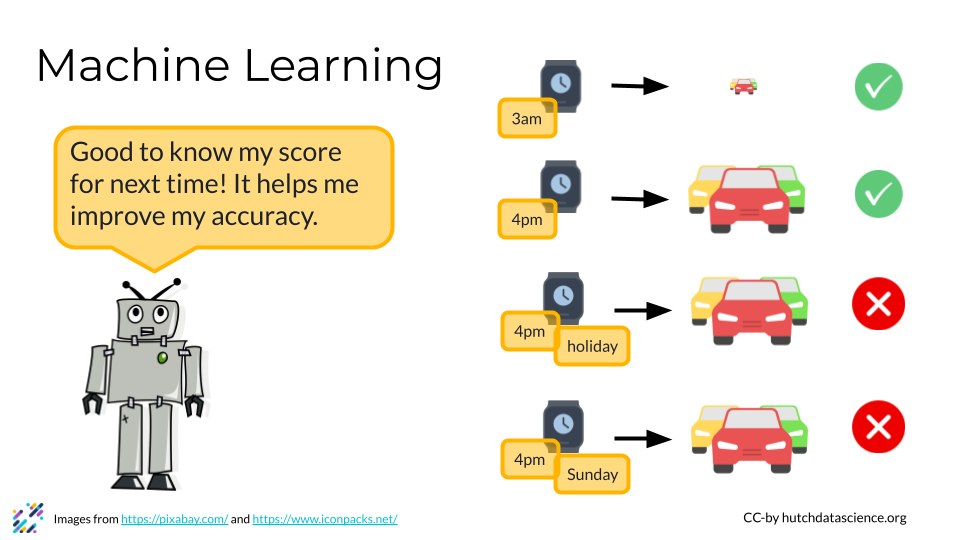 Machine Learning
Good to know my score
for next time! It helps me
improve my accuracy.
3am
4pm
4pm
holiday
4pm
Sunday
Images from https://pixabay.com/ and https://www.iconpacks.net/
CC-by hutchdatascience.org